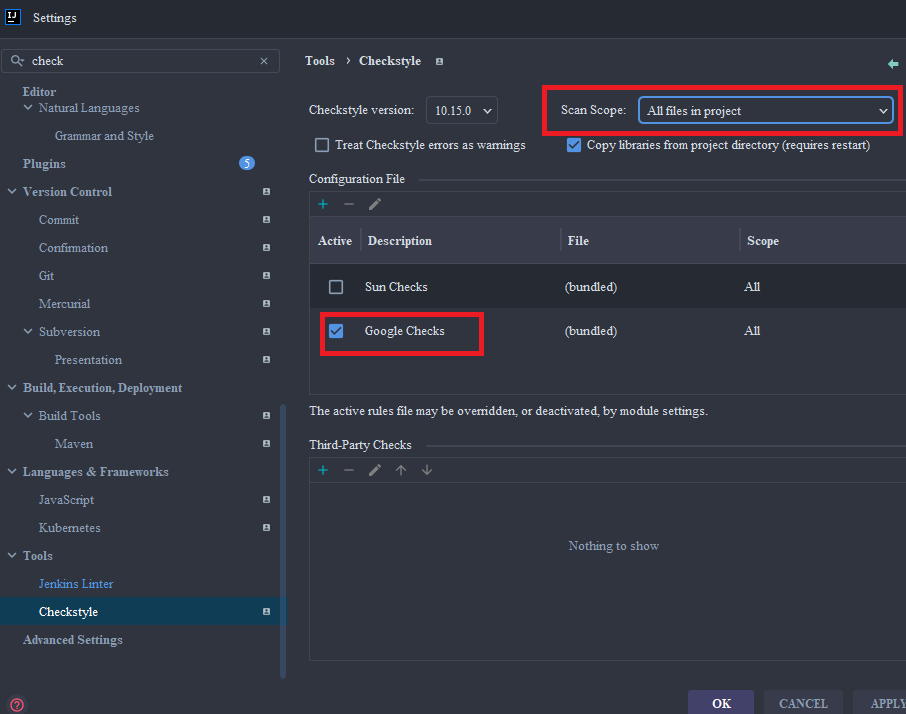 Settings
check
Editor
Natural Languages
Grammar and Style
Plugins
5
Version Control
Commit
Confirmation
Git
Mercurial
Subversion
Presentation
Build, Execution, Deployment
Build Tools
Maven
Languages & Frameworks
JavaScript
Kubernetes
Tools
Jenkins Linter
Checkstyle
Advanced Settings
Tools › Checkstyle
Checkstyle version: 10.15.0 Scan Scope: All files in project
Treat Checkstyle errors as warnings Copy libraries from project directory (requires restart)
Configuration File
Active Description File Scope
Sun Checks (bundled) All
Google Checks (bundled) All
The active rules file may be overridden, or deactivated, by module settings.
Third-Party Checks
Nothing to show
OK CANCEL APPLY